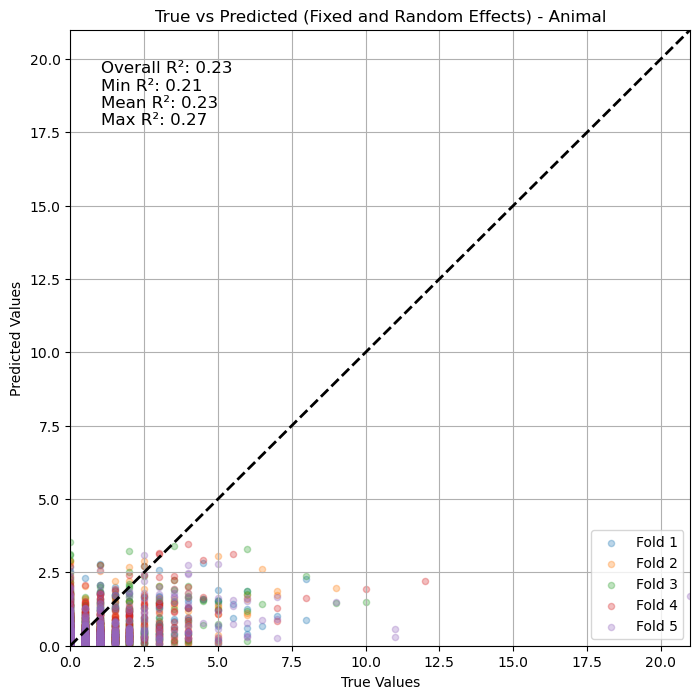 True vs Predicted (Fixed and Random Effects) - Animal
Overall R²: 0.23
Min R²: 0.21
Mean R²: 0.23
Max R²: 0.27
20.0
17.5
15.0
12.5
10.0
7.5
5.0
2.5
0.0
Predicted Values
Fold 1
Fold 2
Fold 3
Fold 4
Fold 5
0.0 2.5 5.0 7.5 10.0 12.5 15.0 17.5 20.0
True Values